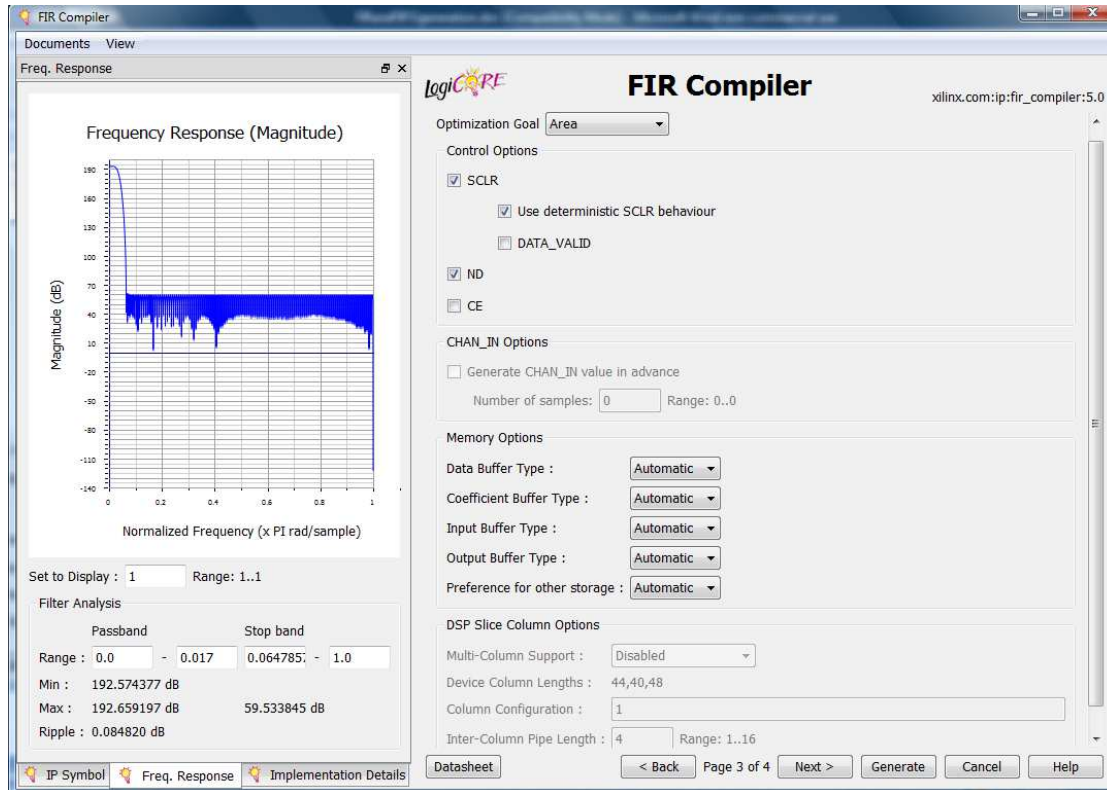 FIR Compiler
Documents View
Freq. Response
Frequency Response (Magnitude)
190
160
130
100
70
40
10
-20
-50
-80
-110
-140
Magnitude (dB)
0 0.2 0.4 0.6 0.8 1
Normalized Frequency (x PI rad/sample)
Set to Display : 1 Range: 1..1
Filter Analysis
Passband Stop band
Range : 0.0 - 0.017 0.0647857 - 1.0
Min : 192.574377 dB
Max : 192.659197 dB 59.533845 dB
Ripple : 0.084820 dB
IP Symbol Freq. Response Implementation Details
LogiCORE
FIR Compiler
xilinx.com:ip:fir_compiler:5.0
Optimization Goal Area
Control Options
SCLR
Use deterministic SCLR behaviour
DATA_VALID
ND
CE
CHAN_IN Options
Generate CHAN_IN value in advance
Number of samples: 0 Range: 0..0
Memory Options
Data Buffer Type : Automatic
Coefficient Buffer Type : Automatic
Input Buffer Type : Automatic
Output Buffer Type : Automatic
Preference for other storage : Automatic
DSP Slice Column Options
Multi-Column Support : Disabled
Device Column Lengths : 44,40,48
Column Configuration : 1
Inter-Column Pipe Length : 4 Range: 1..16
Datasheet < Back Page 3 of 4 Next > Generate Cancel Help